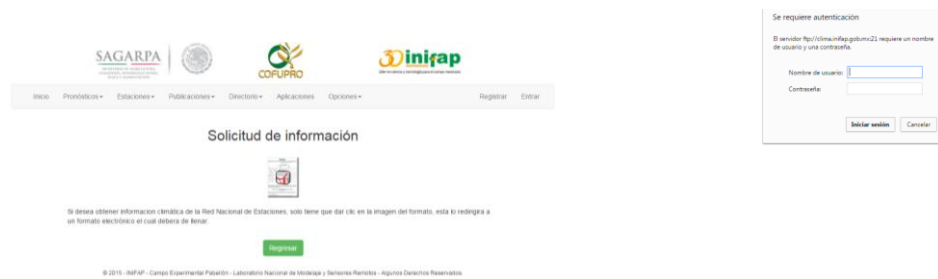 SAGARPA
COFUPRO
30 inifap
Inicio Pronósticos Estaciones Publicaciones Directorio Aplicaciones Opciones Registrar Entrar
Solicitud de información
Si desea obtener informacion climática de la Red Nacional de Estaciones, solo tiene que dar clic en la imagen del formato, esta lo redirigira a
un formato electrónico el cual debera de llenar.
Regresar
© 2015 - INIFAP - Campo Experimental Pabellón - Laboratorio Nacional de Modelaje y Sensores Remotos - Algunos Derechos Reservados
Se requiere autenticación
El servidor ftp://clima.inifap.gob.mx:21 requiere un nombre
de usuario y una contraseña.
Nombre de usuario:
Contraseña:
Iniciar sesión Cancelar